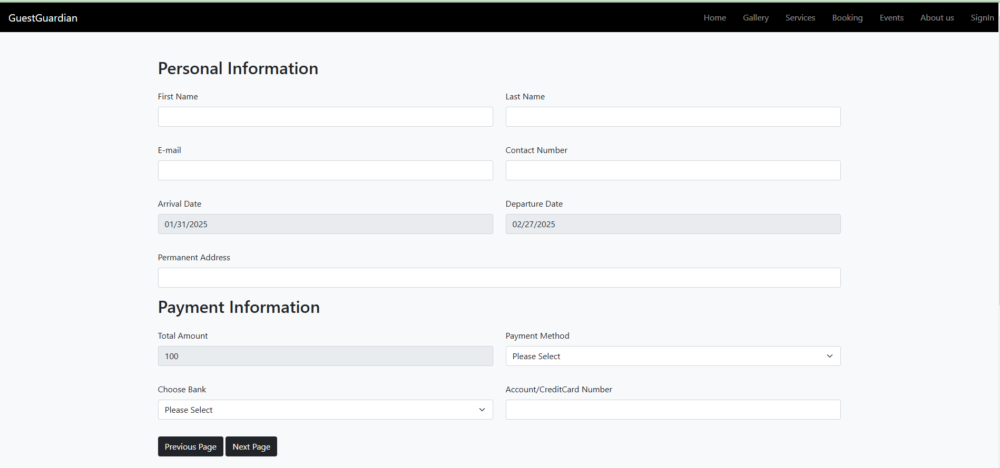 GuestGuardian Home Gallery Services Booking Events About us SignIn
Personal Information
First Name Last Name
E-mail Contact Number
Arrival Date Departure Date
01/31/2025 02/27/2025
Permanent Address
Payment Information
Total Amount Payment Method
100 Please Select
Choose Bank Account/CreditCard Number
Please Select
Previous Page Next Page